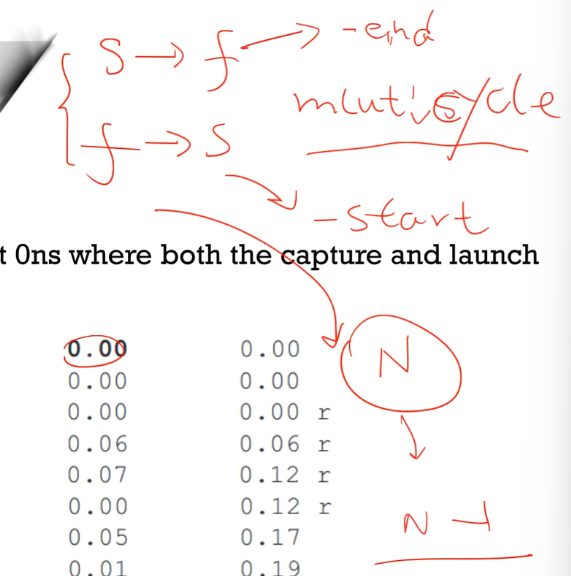 s → f → -end
mluticycle
f → s
-start
t 0ns where both the capture and launch
0.00 0.00
N
0.00 0.00
0.00 0.00 r
0.06 0.06 r
0.07 0.12 r
0.00 0.12 r
N-1
0.05 0.17
0.01 0.19